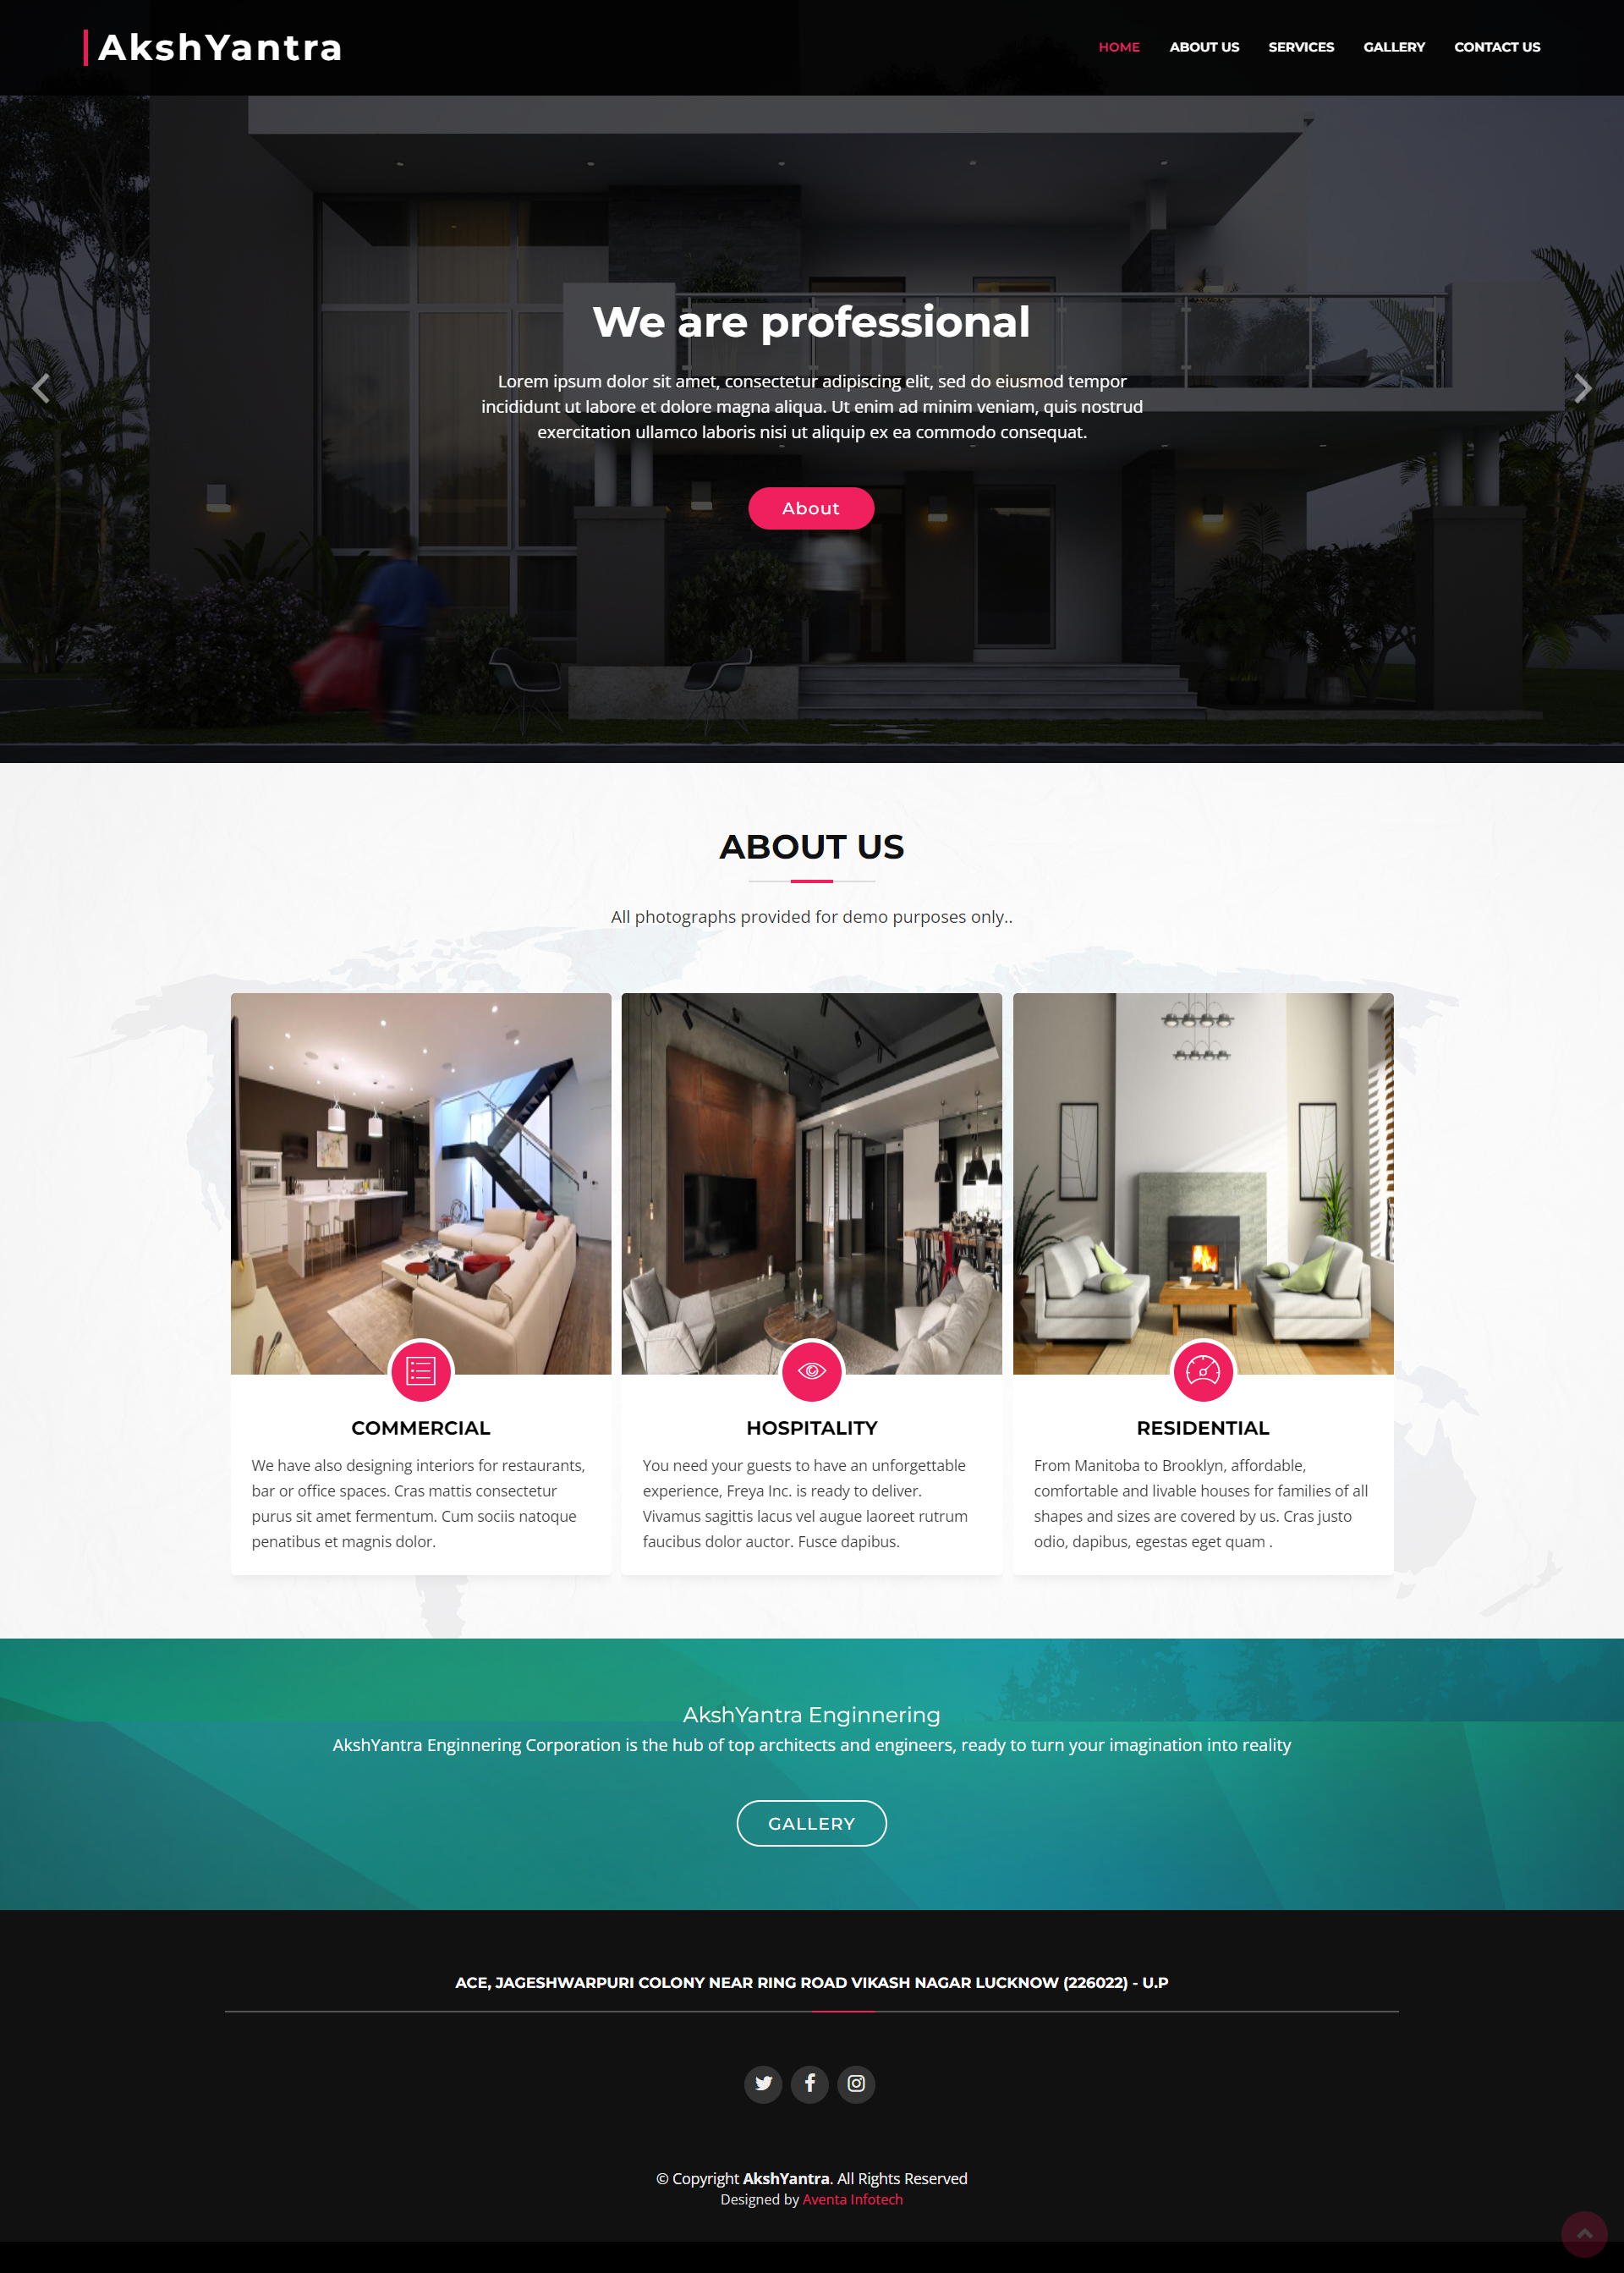 AkshYantra
HOME ABOUT US SERVICES GALLERY CONTACT US
We are professional
Lorem ipsum dolor sit amet, consectetur adipiscing elit, sed do eiusmod tempor
incididunt ut labore et dolore magna aliqua. Ut enim ad minim veniam, quis nostrud
exercitation ullamco laboris nisi ut aliquip ex ea commodo consequat.
About
ABOUT US
All photographs provided for demo purposes only..
COMMERCIAL
We have also designing interiors for restaurants,
bar or office spaces. Cras mattis consectetur
purus sit amet fermentum. Cum sociis natoque
penatibus et magnis dolor.
HOSPITALITY
You need your guests to have an unforgettable
experience, Freya Inc. is ready to deliver.
Vivamus sagittis lacus vel augue laoreet rutrum
faucibus dolor auctor. Fusce dapibus.
RESIDENTIAL
From Manitoba to Brooklyn, affordable,
comfortable and livable houses for families of all
shapes and sizes are covered by us. Cras justo
odio, dapibus, egestas eget quam .
AkshYantra Enginnering
AkshYantra Enginnering Corporation is the hub of top architects and engineers, ready to turn your imagination into reality
GALLERY
ACE, JAGESHWARPURI COLONY NEAR RING ROAD VIKASH NAGAR LUCKNOW (226022) - U.P
© Copyright AkshYantra. All Rights Reserved
Designed by Aventa Infotech